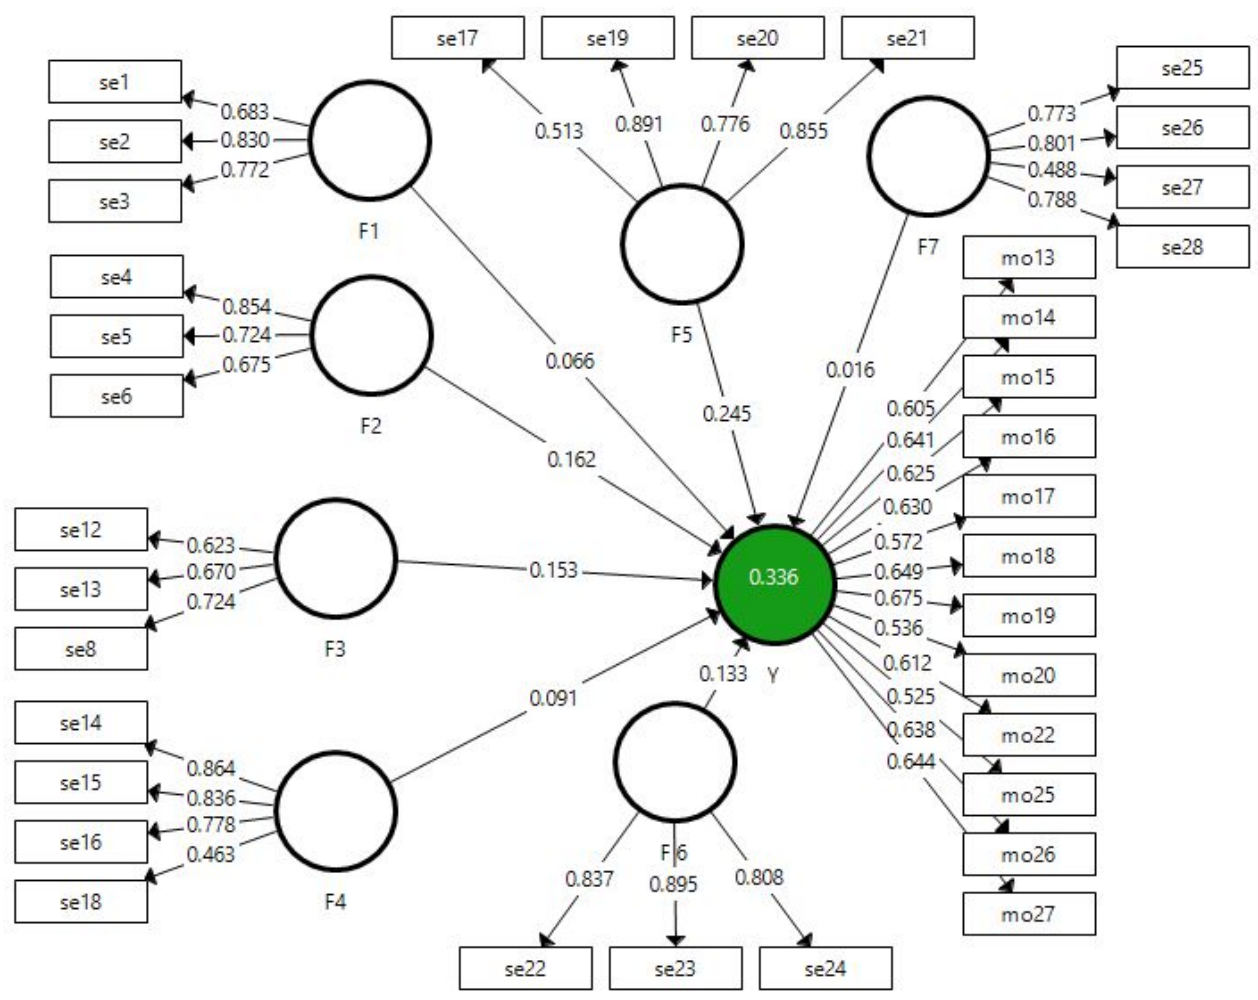 se17
se19
se20
se21
se1
se2
se3
0.683
0.830
0.772
F1
0.513
0.891
0.776
0.855
F5
se25
se26
se27
se28
0.773
0.801
0.488
0.788
F7
se4
se5
se6
0.854
0.724
0.675
F2
0.066
0.162
0.245
0.016
se12
se13
se8
0.623
0.670
0.724
F3
0.153
0.336
Y
se14
se15
se16
se18
0.864
0.836
0.778
0.463
F4
0.091
0.133
F6
0.837
0.895
0.808
se22
se23
se24
0.605
0.641
0.625
0.630
0.572
0.649
0.675
0.536
0.612
0.525
0.638
0.644
mo13
mo14
mo15
mo16
mo17
mo18
mo19
mo20
mo22
mo25
mo26
mo27